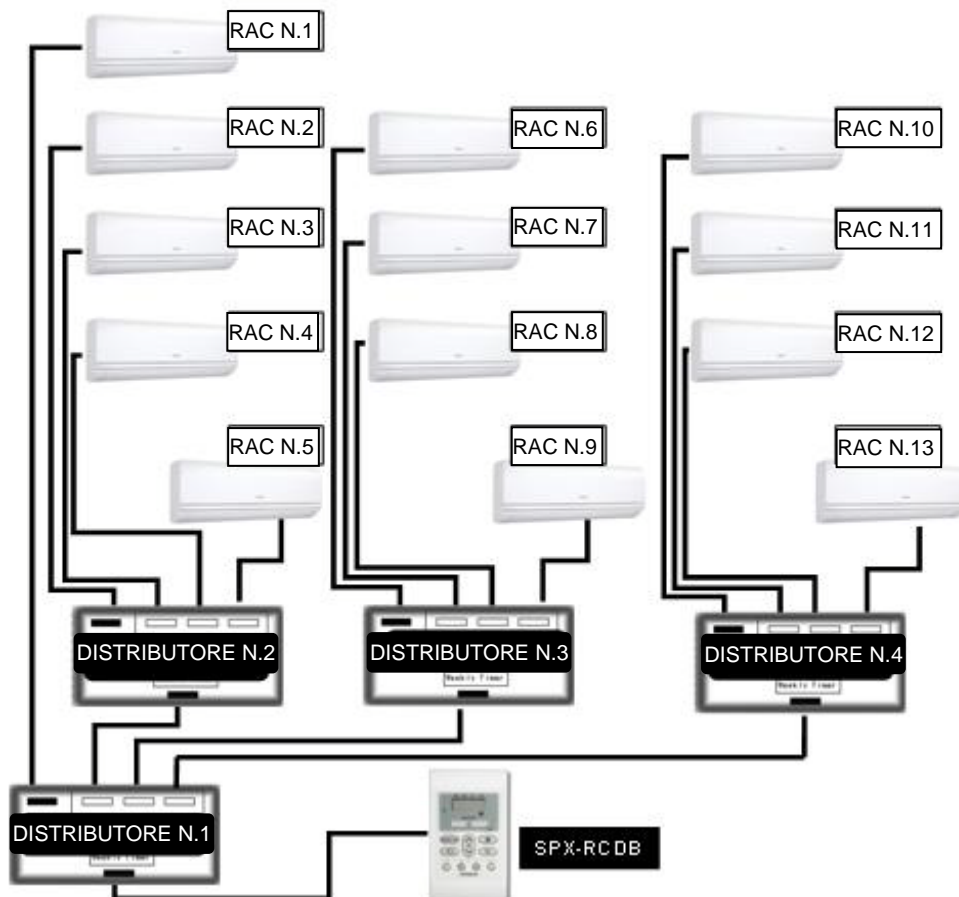 RAC N.1
RAC N.2
RAC N.6
RAC N.10
RAC N.3
RAC N.7
RAC N.11
RAC N.4
RAC N.8
RAC N.12
RAC N.5
RAC N.9
RAC N.13
DISTRIBUTORE N.2
DISTRIBUTORE N.3
DISTRIBUTORE N.4
Weekly Timer
Weekly Timer
DISTRIBUTORE N.1
Weekly Timer
SPX-RCDB